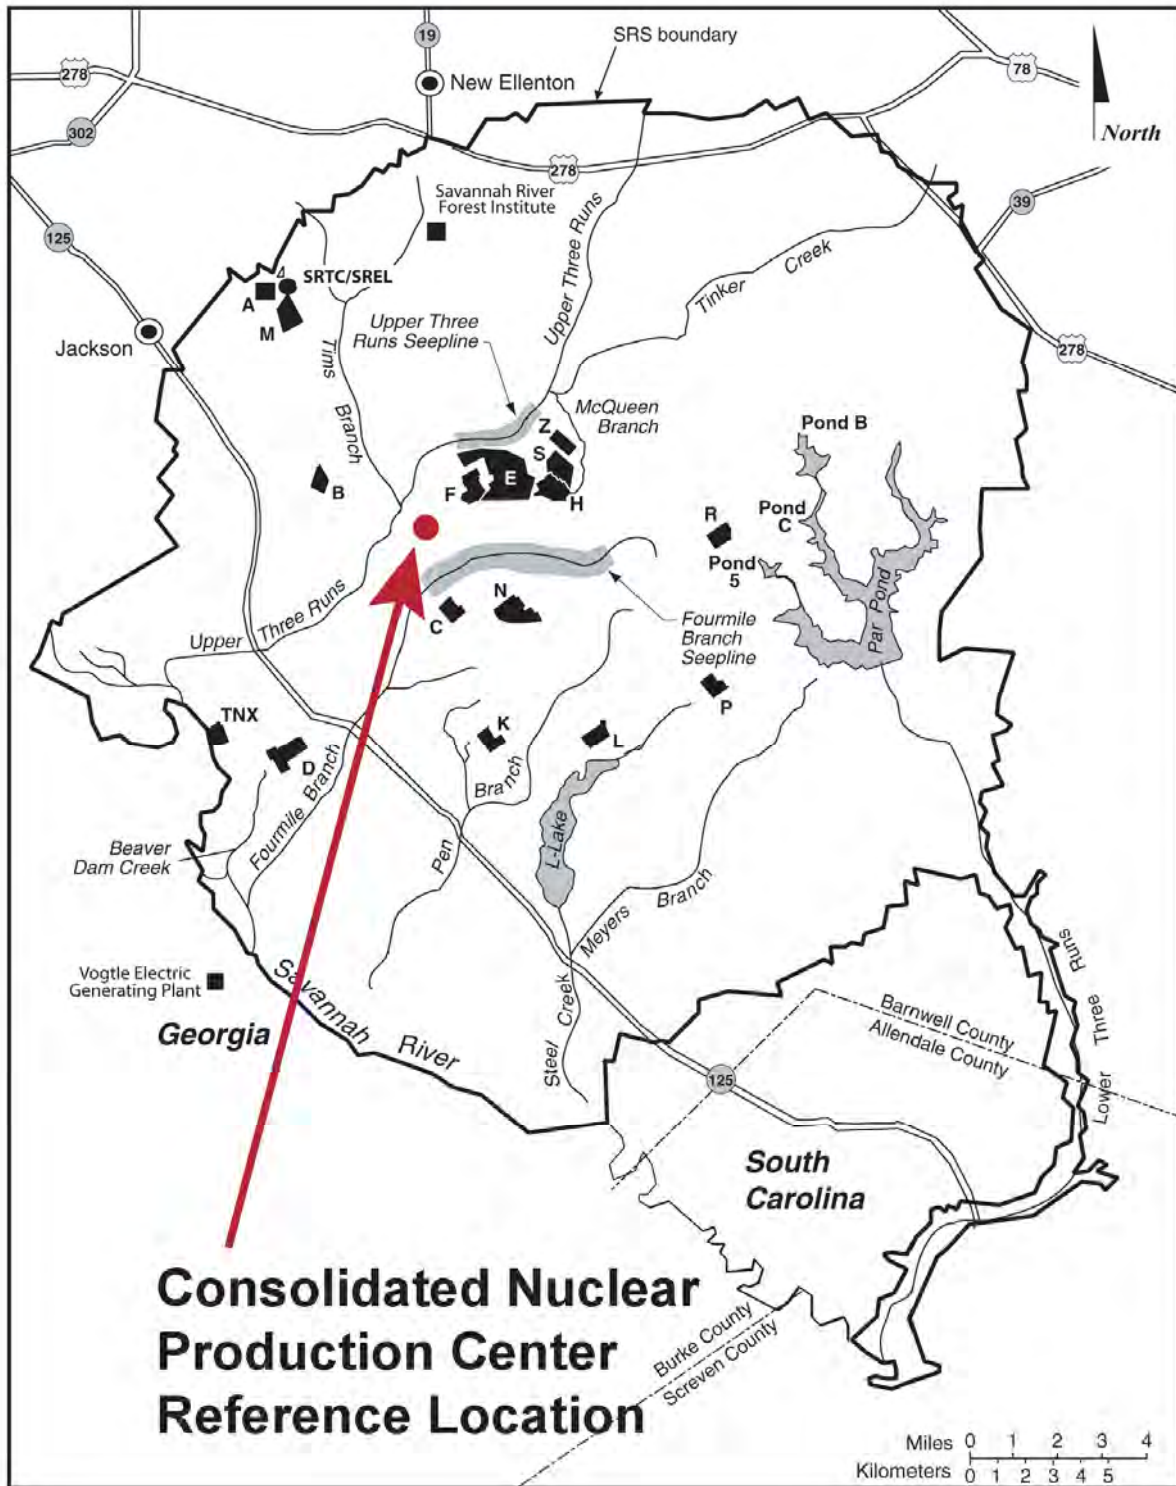 SRS boundary
19
278
New Ellenton
78
North
302
278
Savannah River
Forest Institute
39
125
Upper Three Runs
Tinker Creek
SRTC/SREL
A
M
Upper Three
Runs Seepline
Jackson
278
Tims Branch
McQueen
Branch
Z
Pond B
S
E
B
F
H
Pond
C
R
Pond
5
Par Pond
N
C
Fourmile
Branch
Seepline
Upper Three Runs
P
TNX
K
L
D
Fourmile Branch
Pen Branch
Beaver
Dam Creek
L-Lake
Meyers Branch
Vogtle Electric
Generating Plant
Savannah River
Georgia
Steel Creek
Lower Three Runs
Barnwell County
Allendale County
125
South
Carolina
Consolidated Nuclear
Production Center
Reference Location
Burke County
Screven County
Miles 0 1 2 3 4
Kilometers 0 1 2 3 4 5